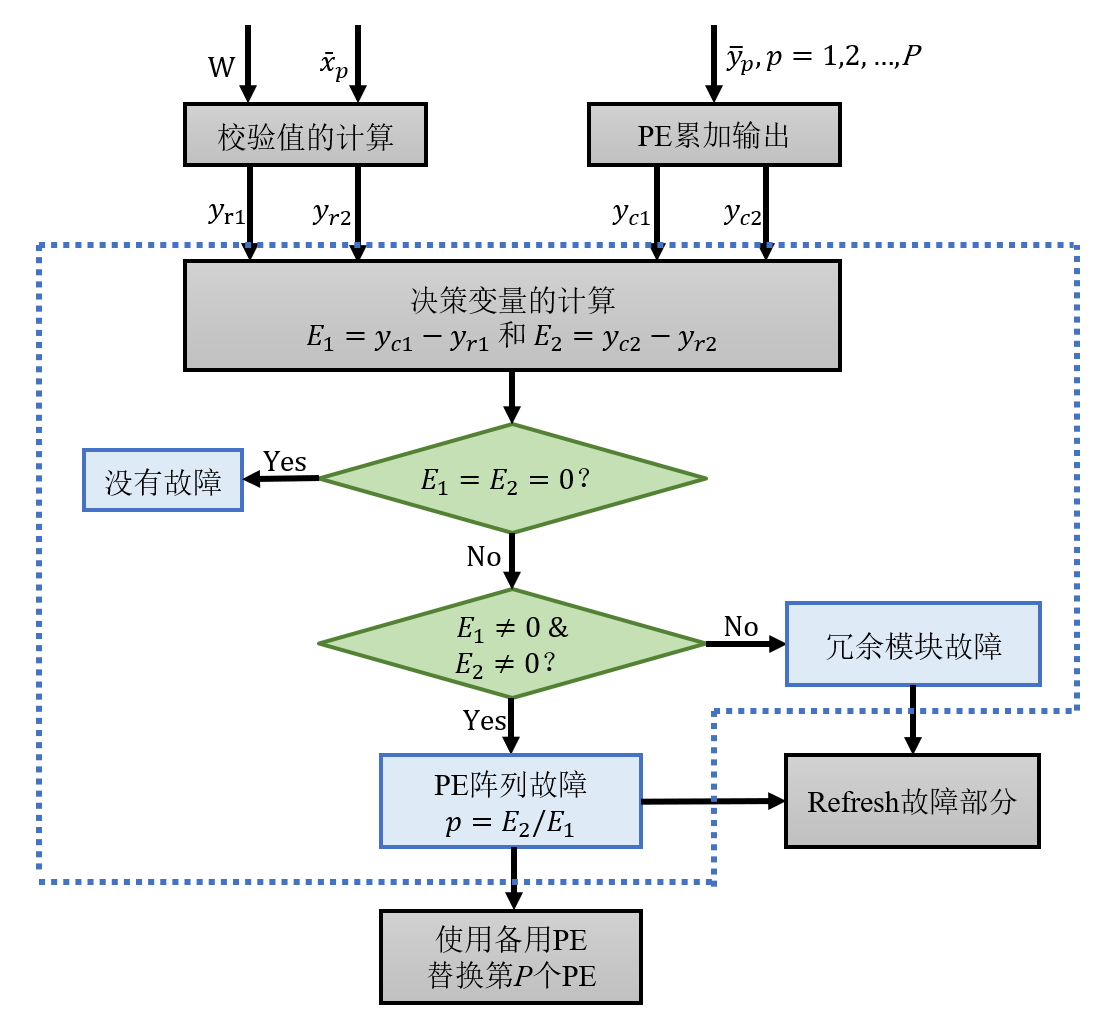 W
x̄_p
ȳ_p, p = 1,2, …, P
校验值的计算
PE累加输出
y_r1
y_r2
y_c1
y_c2
决策变量的计算
E_1 = y_c1 − y_r1 和 E_2 = y_c2 − y_r2
Yes
没有故障
E_1 = E_2 = 0?
No
E_1 ≠ 0 &
E_2 ≠ 0?
No
冗余模块故障
Yes
PE阵列故障
p = E_2/E_1
Refresh故障部分
使用备用PE
替换第P个PE